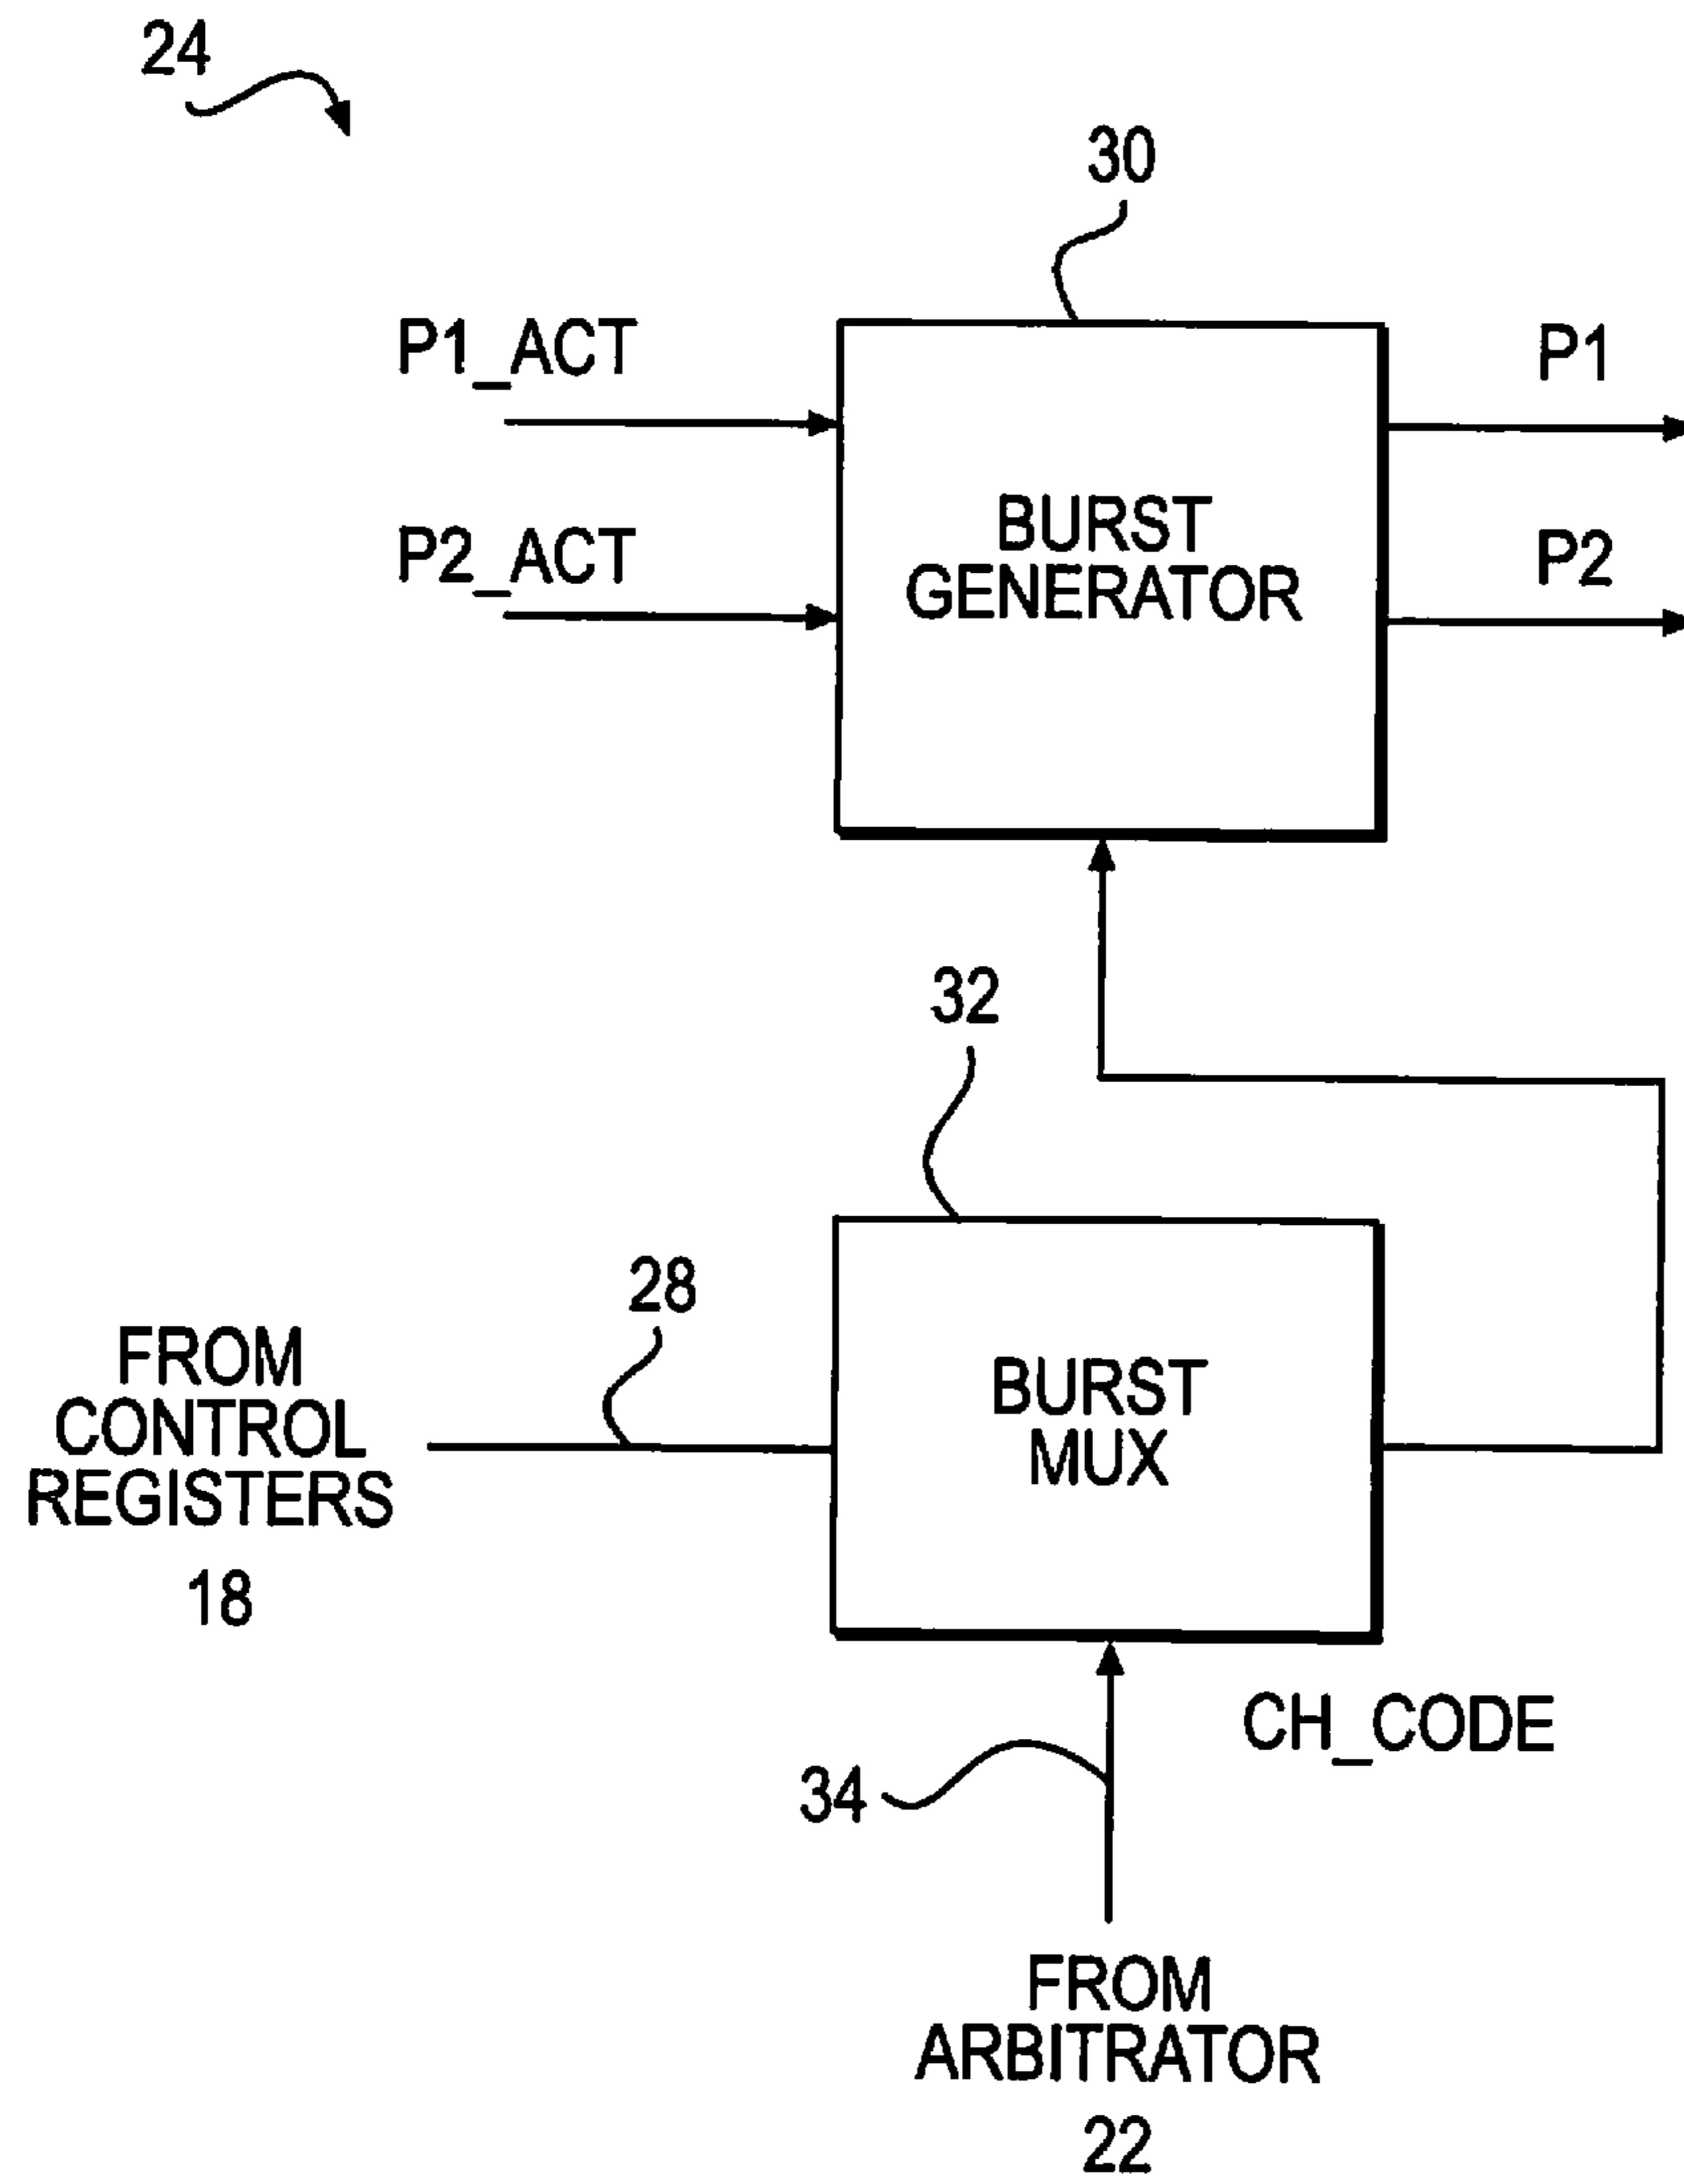 24
30
P1_ACT
P1
P2_ACT
P2
BURST
GENERATOR
32
28
FROM
CONTROL
REGISTERS
18
BURST
MUX
CH_CODE
34
FROM
ARBITRATOR
22